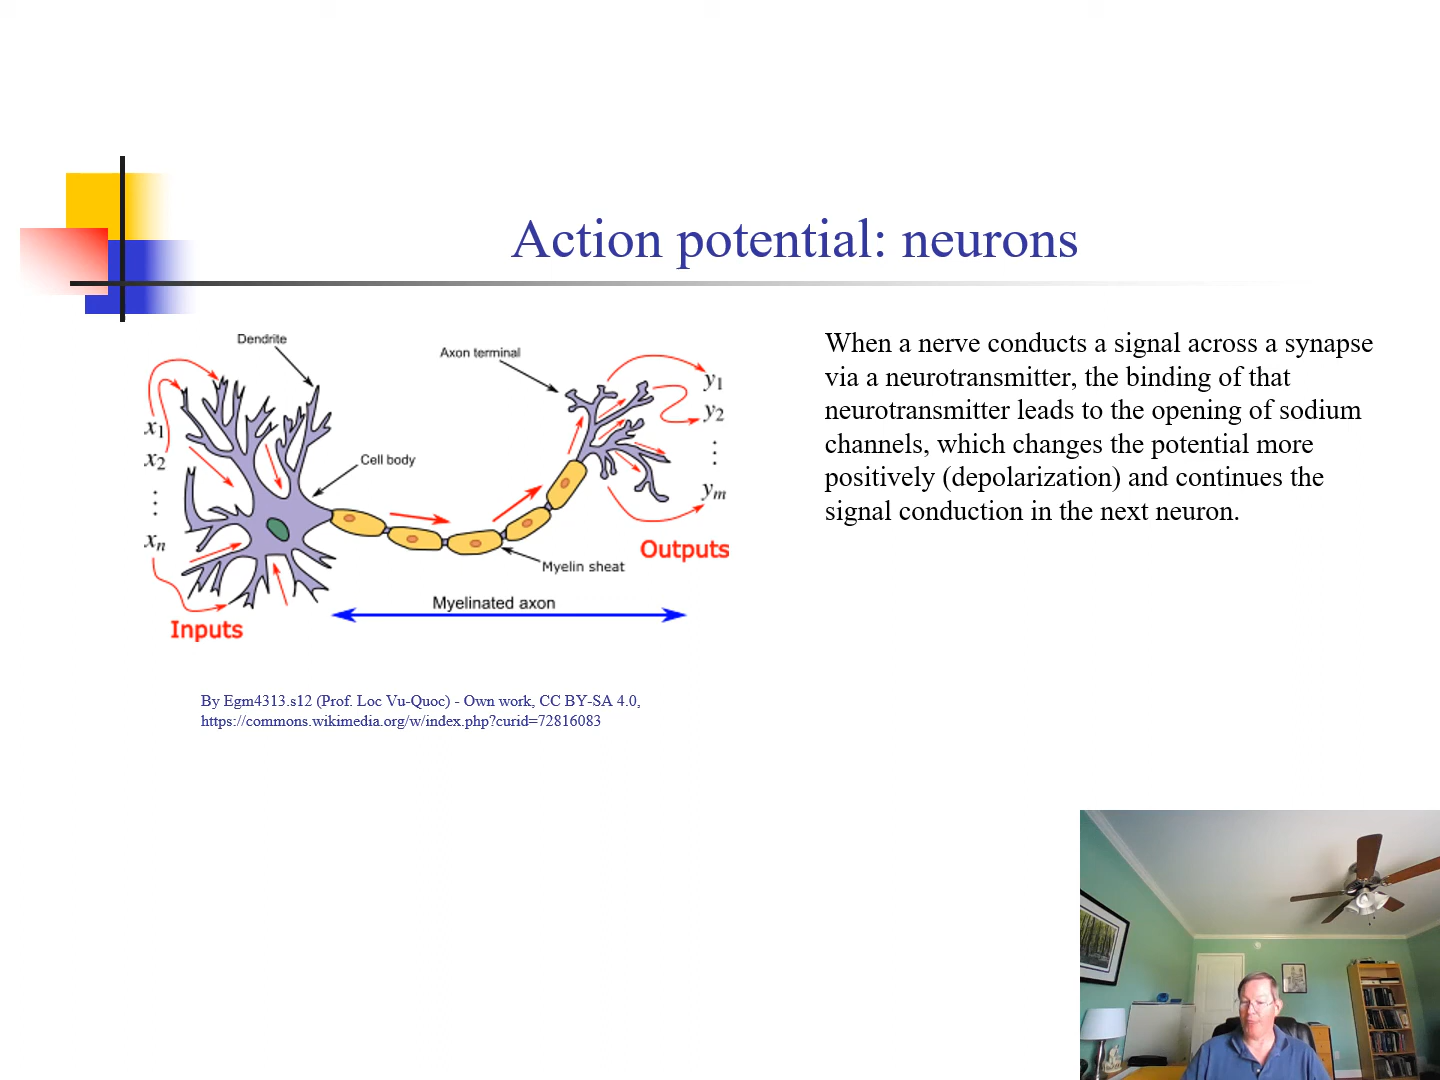 Action potential: neurons
Dendrite
Axon terminal
x1
x2
xn
Cell body
y1
y2
ym
Outputs
Myelin sheat
Myelinated axon
Inputs
By Egm4313.s12 (Prof. Loc Vu-Quoc) - Own work, CC BY-SA 4.0,
https://commons.wikimedia.org/w/index.php?curid=72816083
When a nerve conducts a signal across a synapse
via a neurotransmitter, the binding of that
neurotransmitter leads to the opening of sodium
channels, which changes the potential more
positively (depolarization) and continues the
signal conduction in the next neuron.